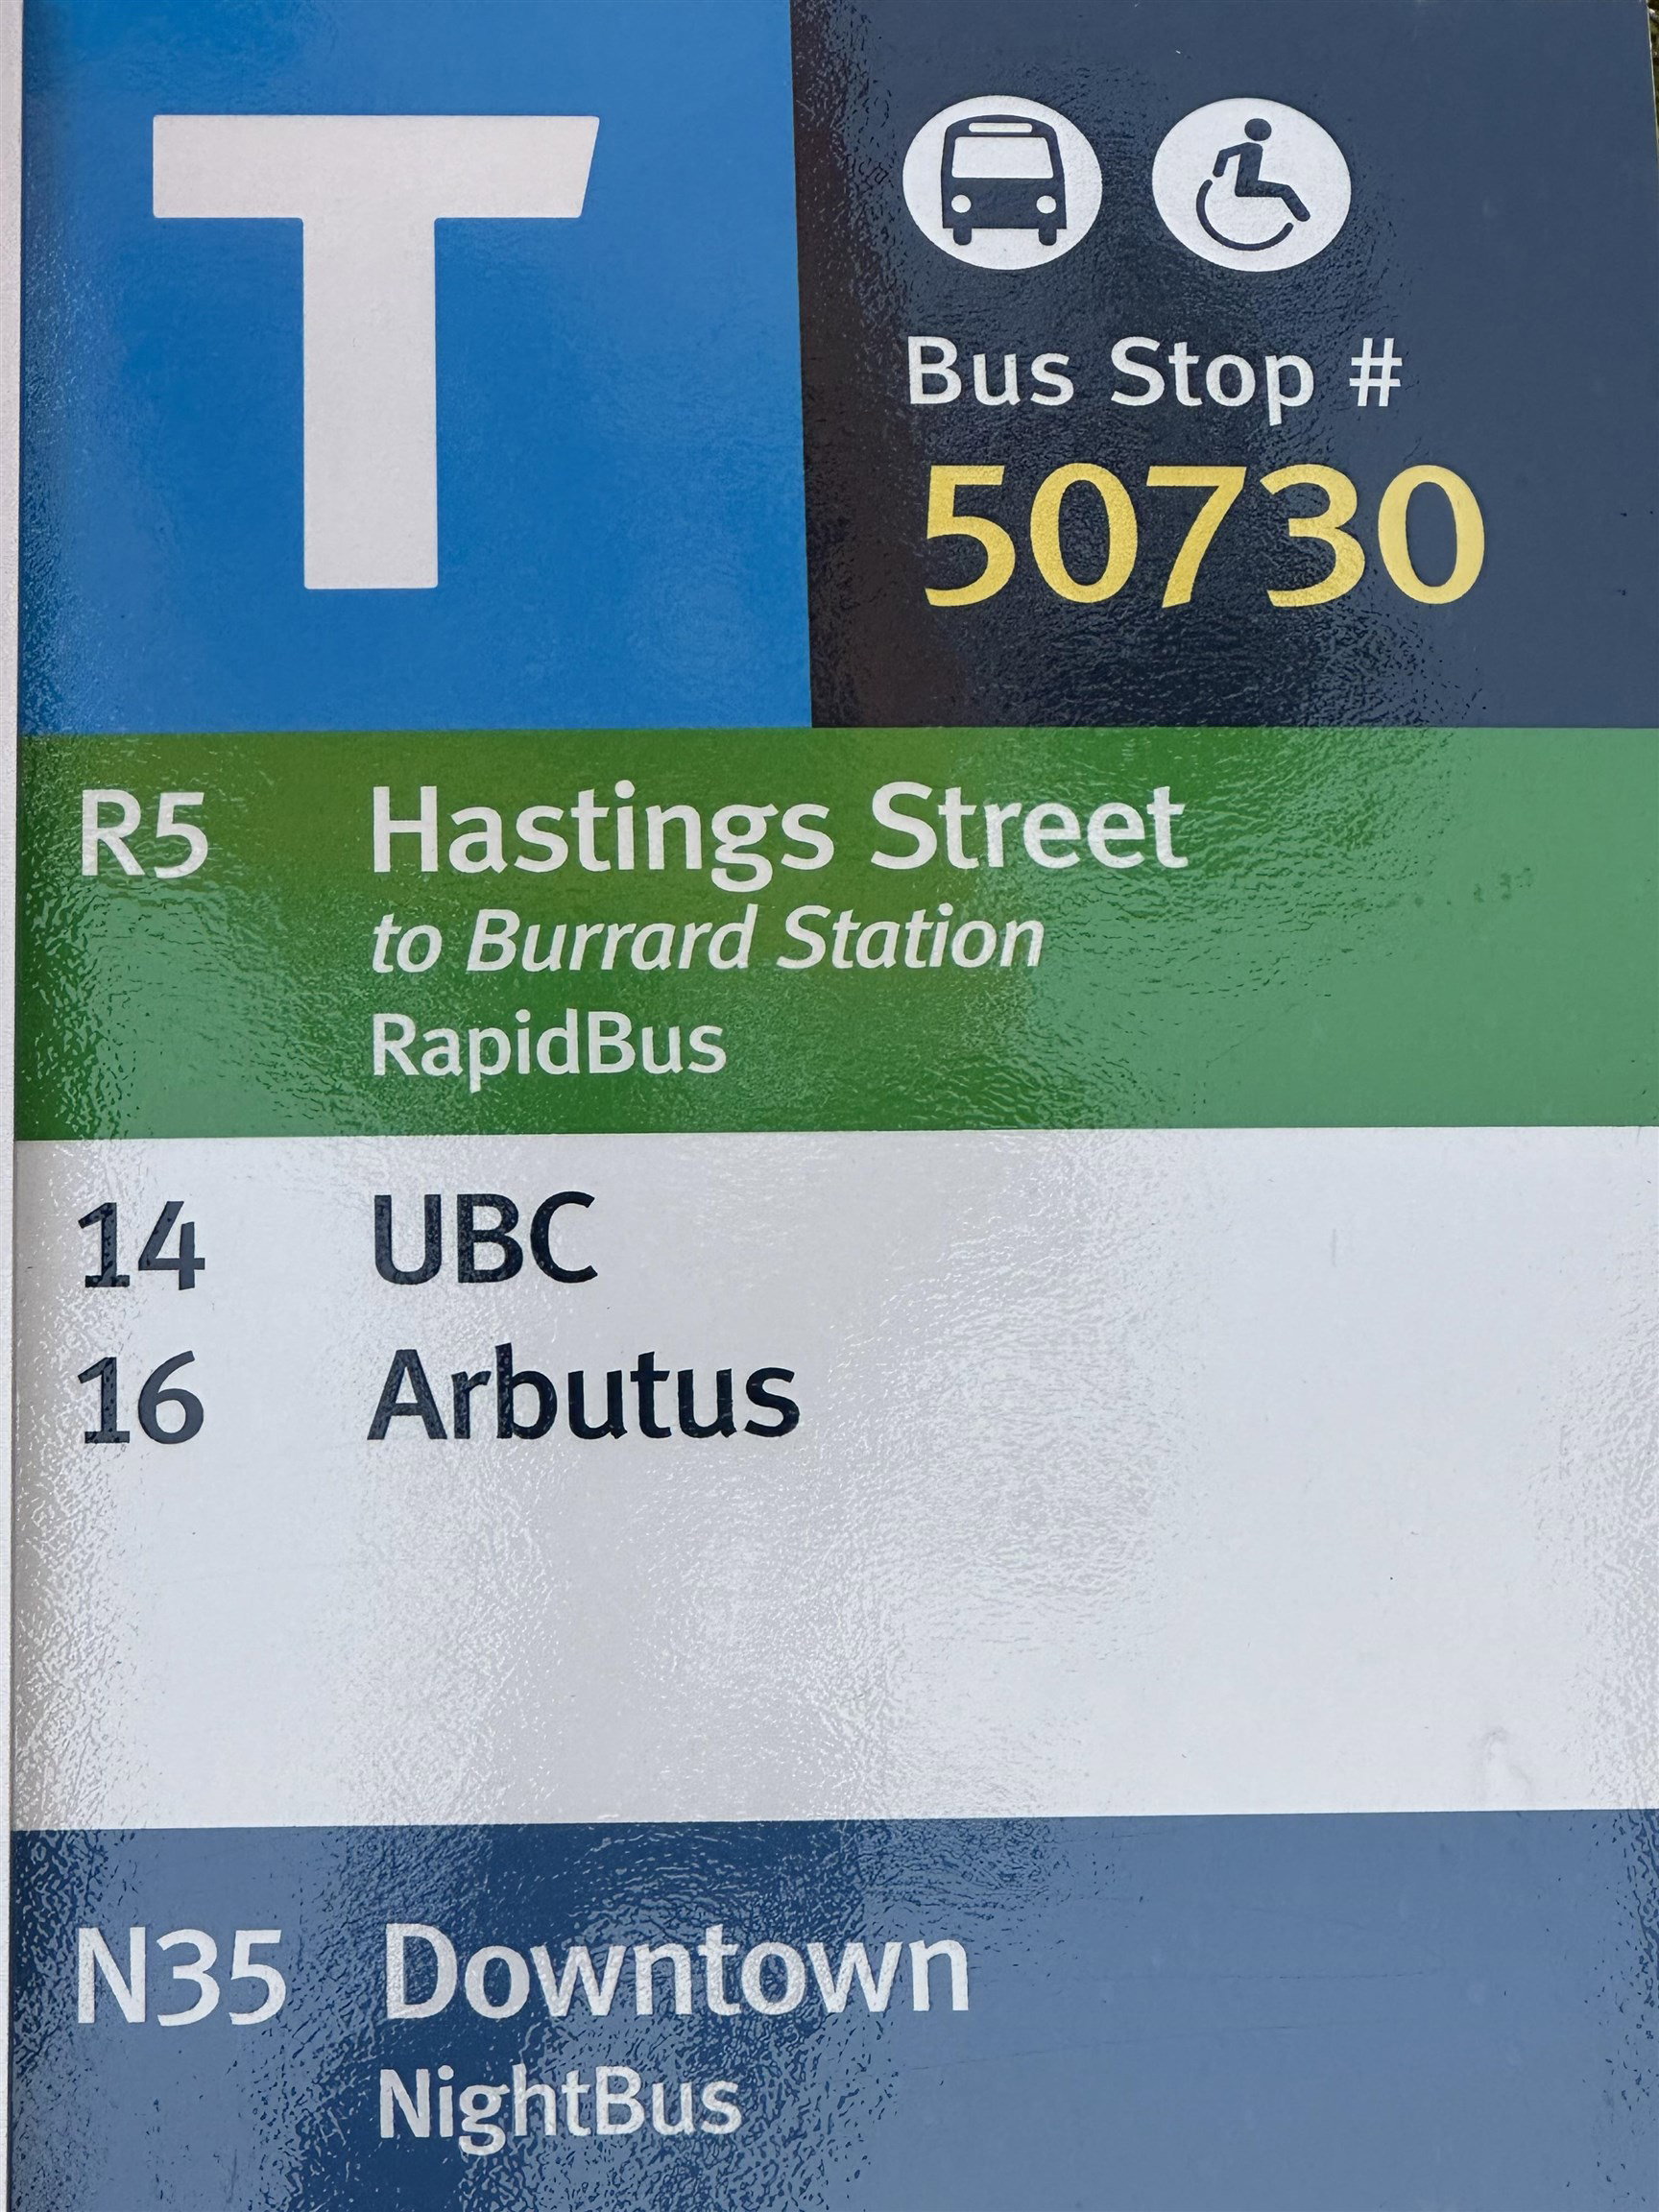 T
Bus Stop #
50730
R5 Hastings Street
to Burrard Station
RapidBus
14 UBC
16 Arbutus
N35 Downtown
NightBus